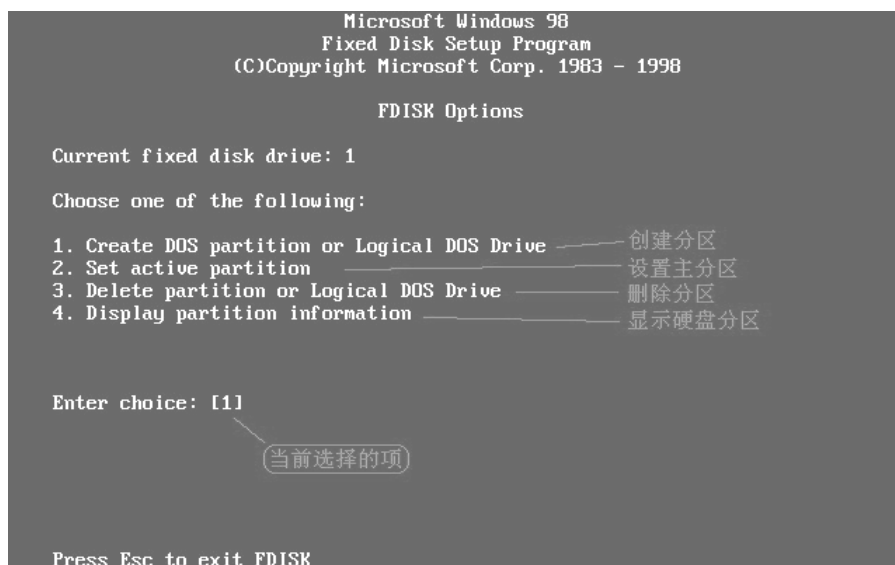 Microsoft Windows 98
Fixed Disk Setup Program
(C)Copyright Microsoft Corp. 1983 - 1998
FDISK Options
Current fixed disk drive: 1
Choose one of the following:
1. Create DOS partition or Logical DOS Drive 创建分区
2. Set active partition 设置主分区
3. Delete partition or Logical DOS Drive 删除分区
4. Display partition information 显示硬盘分区
Enter choice: [1]
当前选择的项
Press Esc to exit FDISK